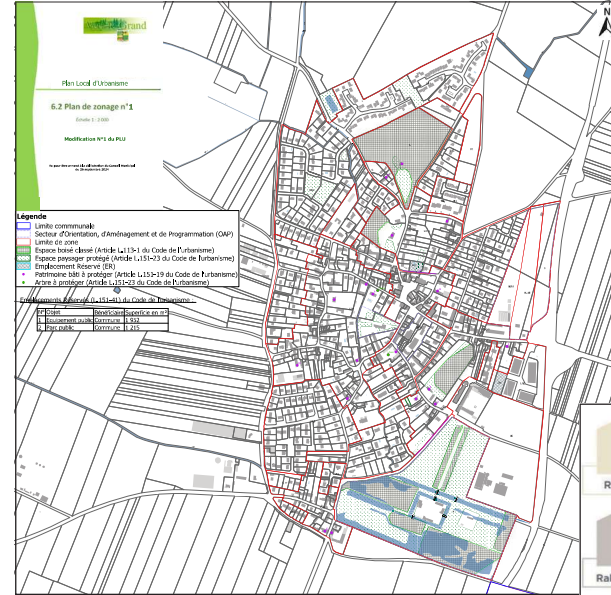 Grand
Plan Local d'Urbanisme
6.2 Plan de zonage n°1
Echelle 1 : 2 000
Modification N°1 du PLU
N
Légende
Limite communale
Secteur d'Orientation, d'Aménagement et de Programmation (OAP)
Limite de zone
Espace boisé classé (Article L.113-1 du Code de l'urbanisme)
Espace paysager protégé (Article L.151-23 du Code de l'urbanisme)
Emplacement Réservé (ER)
Patrimoine bâti à protéger (Article L.151-19 du Code de l'urbanisme)
Arbre à protéger (Article L.151-23 du Code de l'urbanisme)
Emplacements Réservés (L.151-41) du Code de l'urbanisme :
N° Objet Bénéficiaire Superficie en m²
1 Equipement public Commune 1 952
2 Parc public Commune 1 215
R
Ral